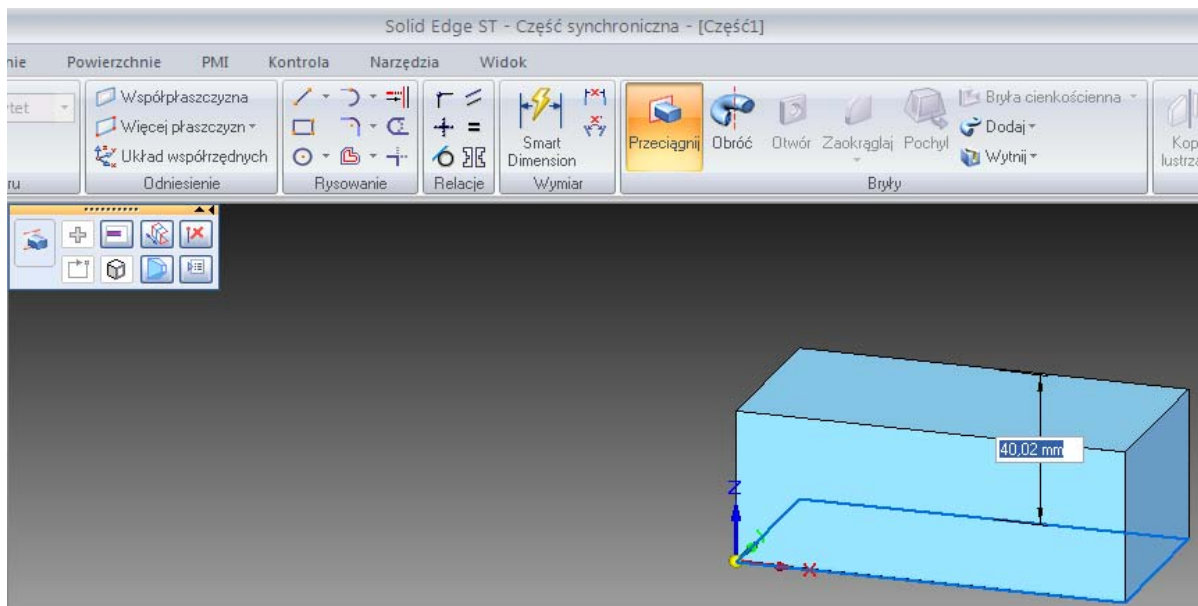 Solid Edge ST - Część synchroniczna - [Część1]
nie Powierzchnie PMI Kontrola Narzędzia Widok
tet Współpłaszczyzna Bryła cienkościenna
Więcej płaszczyzn Smart Dimension Przeciągnij Obróć Otwór Zaokrąglaj Pochyl Dodaj Kop
Układ współrzędnych Wytnij lustrza
ru Odniesienie Rysowanie Relacje Wymiar Bryły
40,02 mm
Z
Y
X